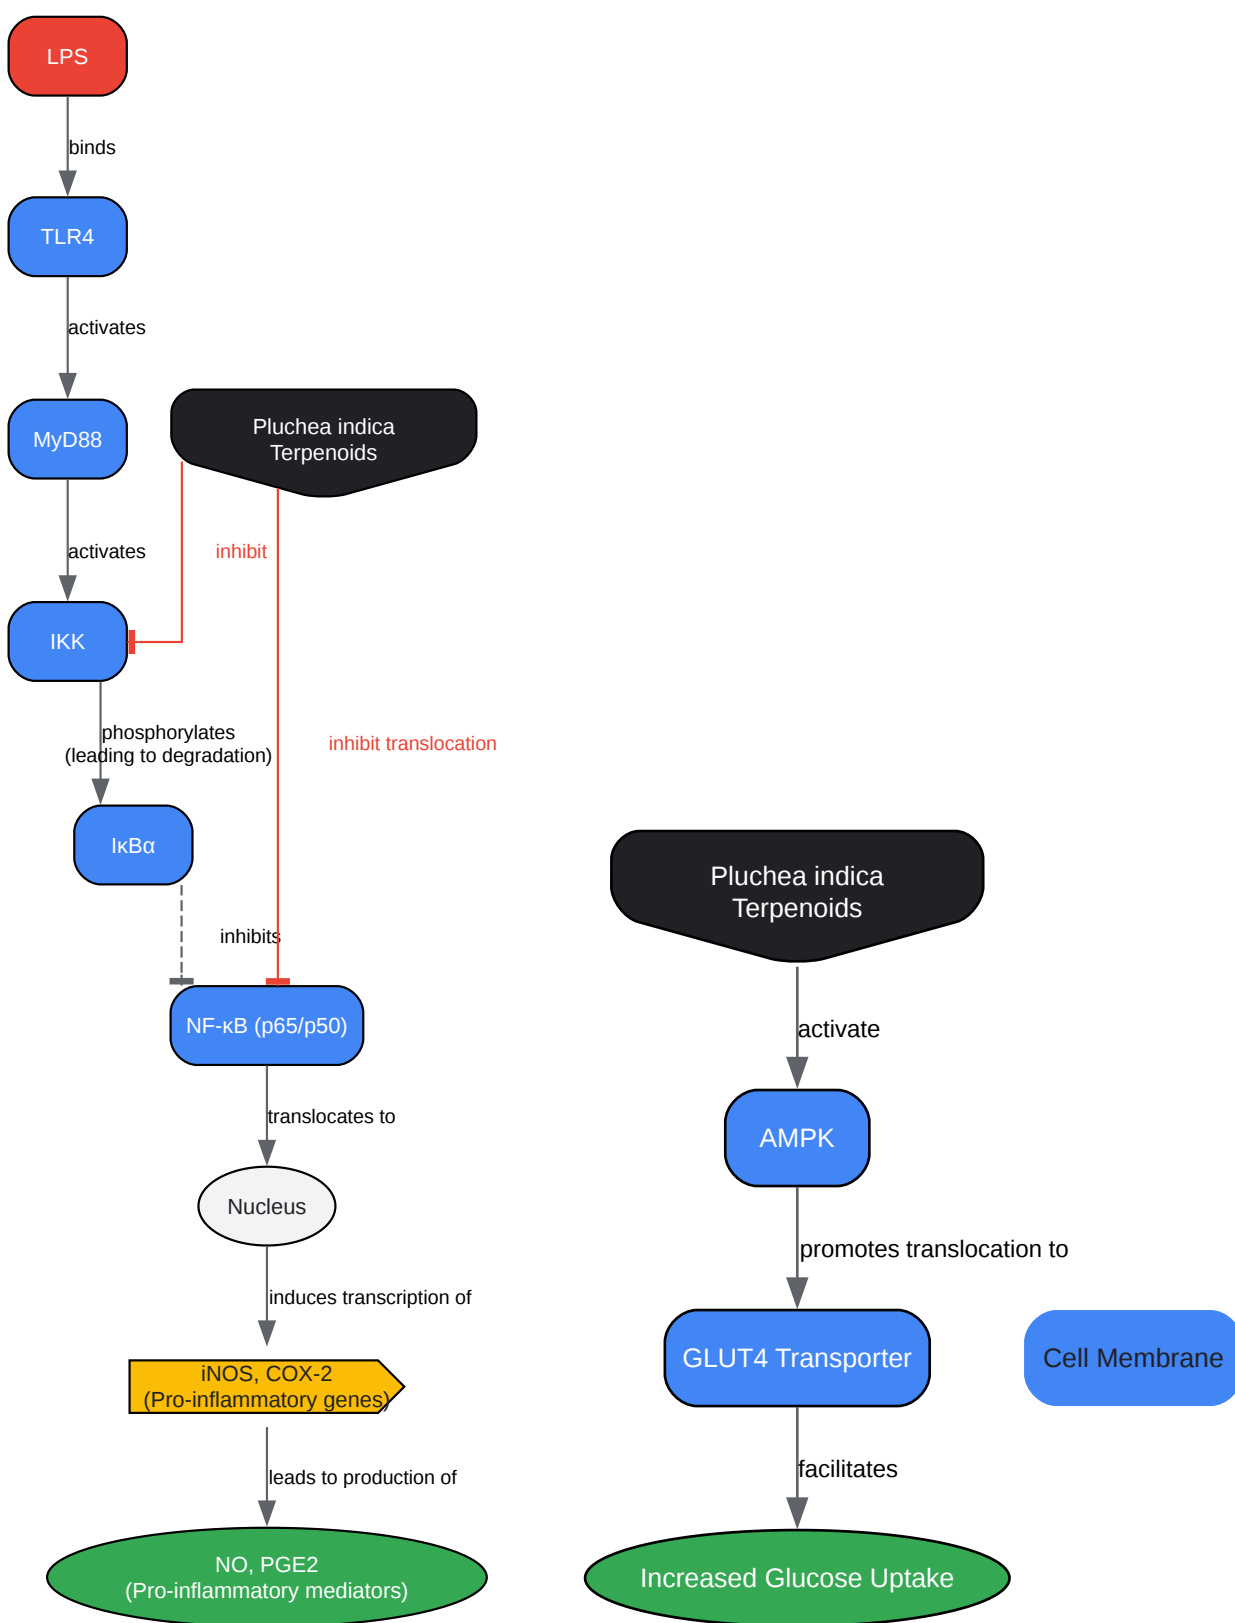 LPS
binds
TLR4
activates
MyD88
Pluchea indica
Terpenoids
activates
inhibit
IKK
phosphorylates
(leading to degradation)
inhibit translocation
IκBα
inhibits
NF-κB (p65/p50)
translocates to
Nucleus
induces transcription of
iNOS, COX-2
(Pro-inflammatory genes)
leads to production of
NO, PGE2
(Pro-inflammatory mediators)
Pluchea indica
Terpenoids
activate
AMPK
promotes translocation to
GLUT4 Transporter
Cell Membrane
facilitates
Increased Glucose Uptake